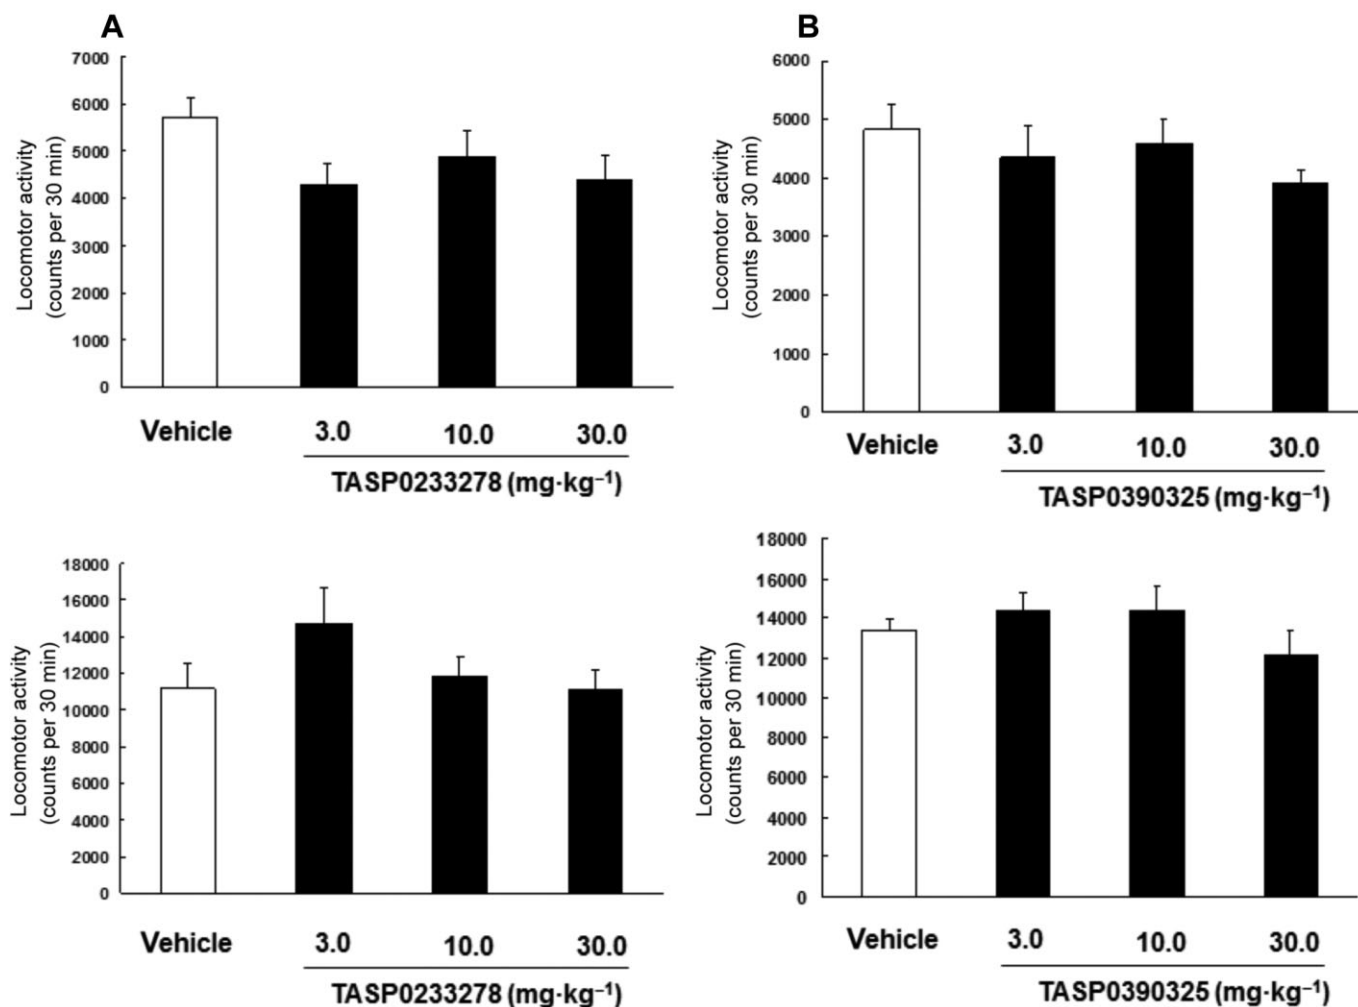 A
7000
6000
5000
4000
3000
2000
1000
0
Locomotor activity
(counts per 30 min)
Vehicle 3.0 10.0 30.0
TASP0233278 (mg·kg⁻¹)
B
6000
5000
4000
3000
2000
1000
0
Locomotor activity
(counts per 30 min)
Vehicle 3.0 10.0 30.0
TASP0390325 (mg·kg⁻¹)
18000
16000
14000
12000
10000
8000
6000
4000
2000
0
Locomotor activity
(counts per 30 min)
Vehicle 3.0 10.0 30.0
TASP0233278 (mg·kg⁻¹)
18000
16000
14000
12000
10000
8000
6000
4000
2000
0
Locomotor activity
(counts per 30 min)
Vehicle 3.0 10.0 30.0
TASP0390325 (mg·kg⁻¹)